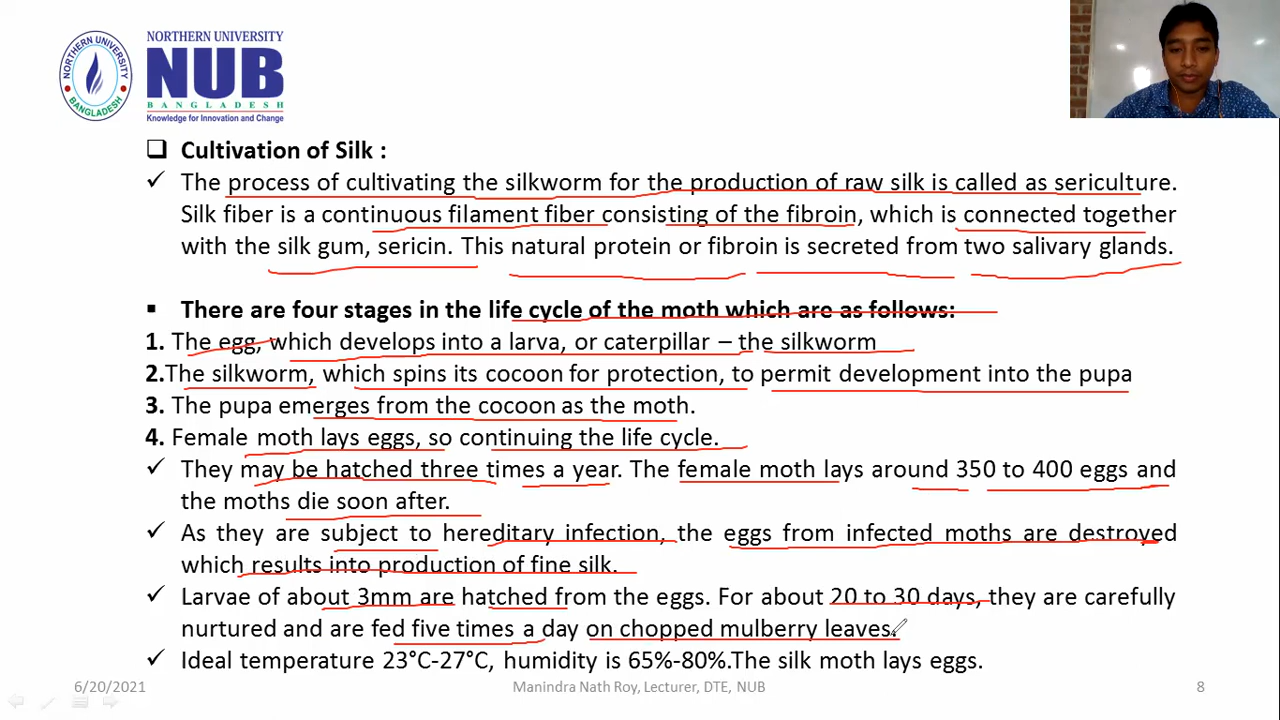 NORTHERN UNIVERSITY
NUB
BANGLADESH
Knowledge for Innovation and Change
NORTHERN UNIVERSITY
BANGLADESH
❑ Cultivation of Silk :
✓ The process of cultivating the silkworm for the production of raw silk is called as sericulture.
Silk fiber is a continuous filament fiber consisting of the fibroin, which is connected together
with the silk gum, sericin. This natural protein or fibroin is secreted from two salivary glands.
▪ There are four stages in the life cycle of the moth which are as follows:
1. The egg, which develops into a larva, or caterpillar – the silkworm
2.The silkworm, which spins its cocoon for protection, to permit development into the pupa
3. The pupa emerges from the cocoon as the moth.
4. Female moth lays eggs, so continuing the life cycle.
✓ They may be hatched three times a year. The female moth lays around 350 to 400 eggs and
the moths die soon after.
✓ As they are subject to hereditary infection, the eggs from infected moths are destroyed
which results into production of fine silk.
✓ Larvae of about 3mm are hatched from the eggs. For about 20 to 30 days, they are carefully
nurtured and are fed five times a day on chopped mulberry leaves.
✓ Ideal temperature 23°C-27°C, humidity is 65%-80%.The silk moth lays eggs.
6/20/2021
Manindra Nath Roy, Lecturer, DTE, NUB
8